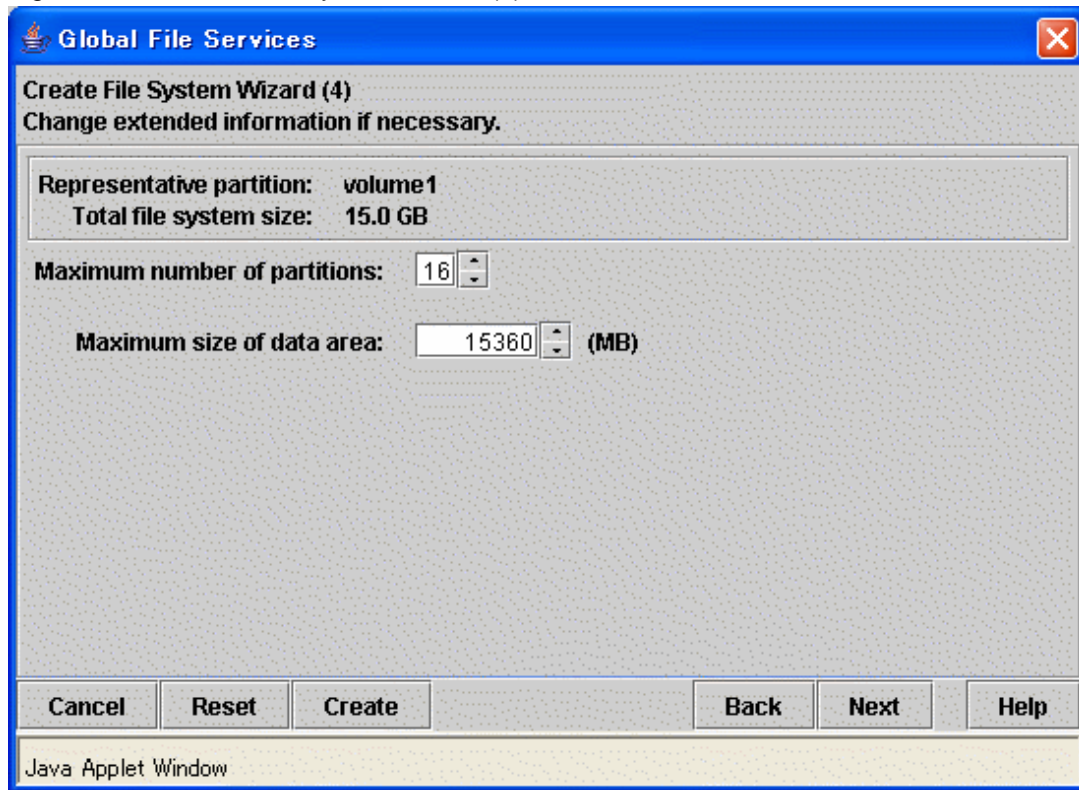 Global File Services
Create File System Wizard (4)
Change extended information if necessary.
Representative partition: volume1
Total file system size: 15.0 GB
Maximum number of partitions: 16
Maximum size of data area: 15360 (MB)
Cancel Reset Create Back Next Help
Java Applet Window